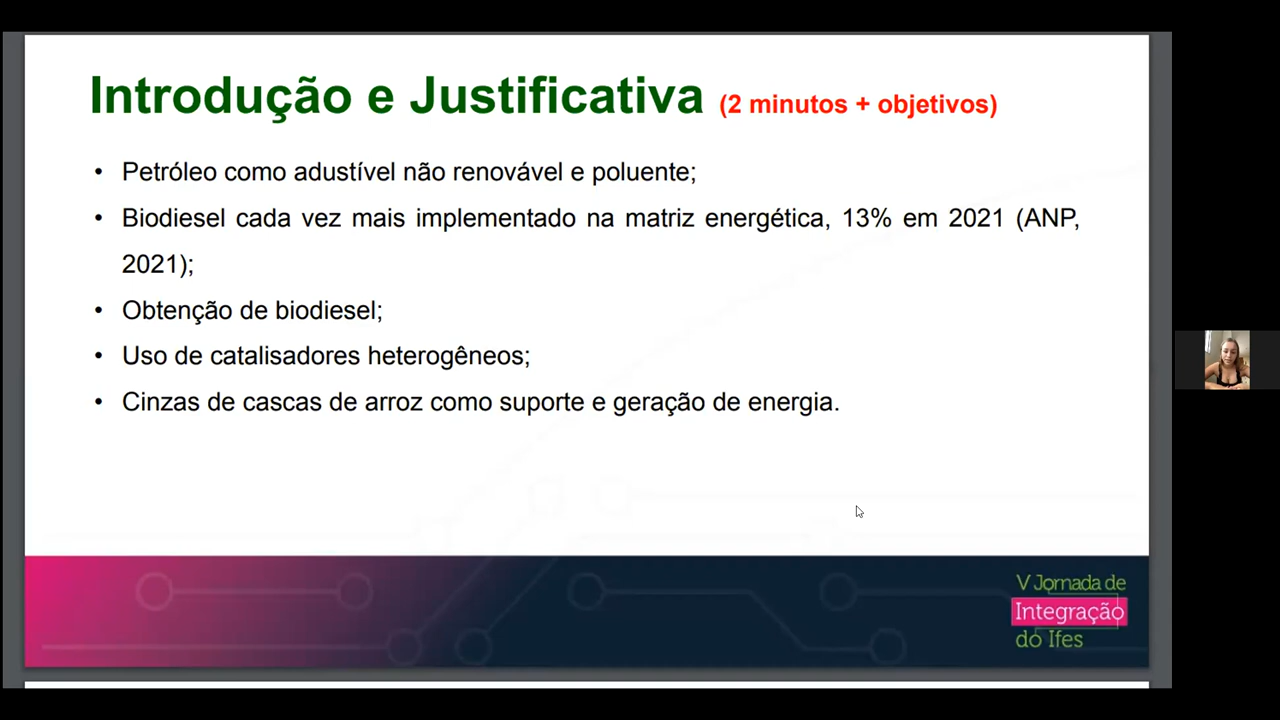 Introdução e Justificativa (2 minutos + objetivos)
• Petróleo como adustível não renovável e poluente;
• Biodiesel cada vez mais implementado na matriz energética, 13% em 2021 (ANP,
2021);
• Obtenção de biodiesel;
• Uso de catalisadores heterogêneos;
• Cinzas de cascas de arroz como suporte e geração de energia.
V Jornada de
Integração
do Ifes